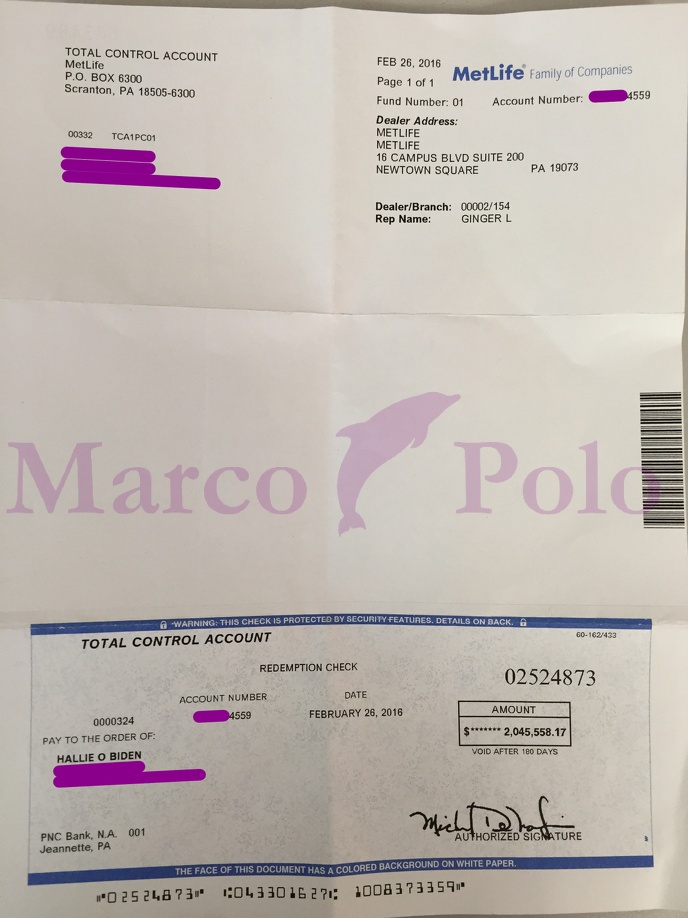 TOTAL CONTROL ACCOUNT
MetLife
P.O. BOX 6300
Scranton, PA 18505-6300
00332 TCA1PC01
FEB 26, 2016
MetLife® Family of Companies
Page 1 of 1
Fund Number: 01 Account Number: 4559
Dealer Address:
METLIFE
METLIFE
16 CAMPUS BLVD SUITE 200
NEWTOWN SQUARE PA 19073
Dealer/Branch: 00002/154
Rep Name: GINGER L
Marco Polo
"WARNING: THIS CHECK IS PROTECTED BY SECURITY FEATURES. DETAILS ON BACK.
TOTAL CONTROL ACCOUNT
60-162/433
REDEMPTION CHECK
02524873
ACCOUNT NUMBER DATE AMOUNT
0000324 4559 FEBRUARY 26, 2016 $******* 2,045,558.17
PAY TO THE ORDER OF:
VOID AFTER 180 DAYS
HALLIE O BIDEN
PNC Bank, N.A. 001
Jeannette, PA
AUTHORIZED SIGNATURE
THE FACE OF THIS DOCUMENT HAS A COLORED BACKGROUND ON WHITE PAPER.
⑈02524873⑈ ⑆043301627⑆ 1008373359⑈